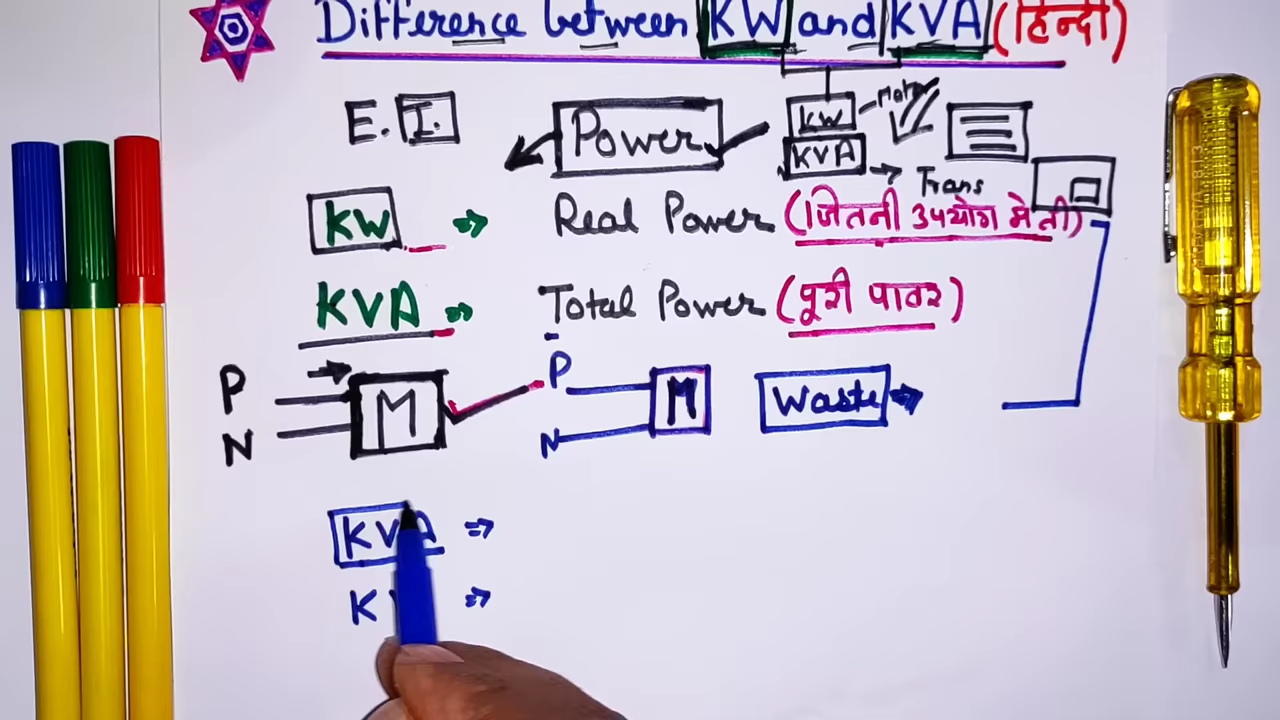 Difference between KW and KVA (हिन्दी)
E. I. Power KW Motor
KVA Trans
KW Real Power (जितनी उपयोग मे ली)
KVA Total Power (पूरी पावर)
P M P M Waste
N N
KVA
K